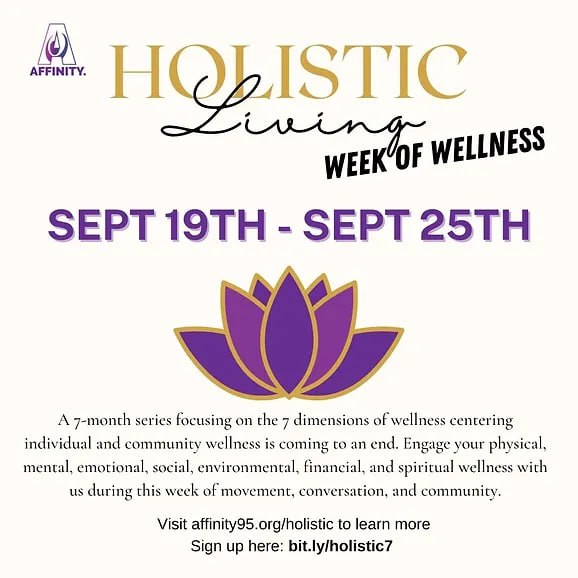 AFFINITY.
HOLISTIC
Living
WEEK OF WELLNESS
SEPT 19TH - SEPT 25TH
A 7-month series focusing on the 7 dimensions of wellness centering
individual and community wellness is coming to an end. Engage your physical,
mental, emotional, social, environmental, financial, and spiritual wellness with
us during this week of movement, conversation, and community.
Visit affinity95.org/holistic to learn more
Sign up here: bit.ly/holistic7